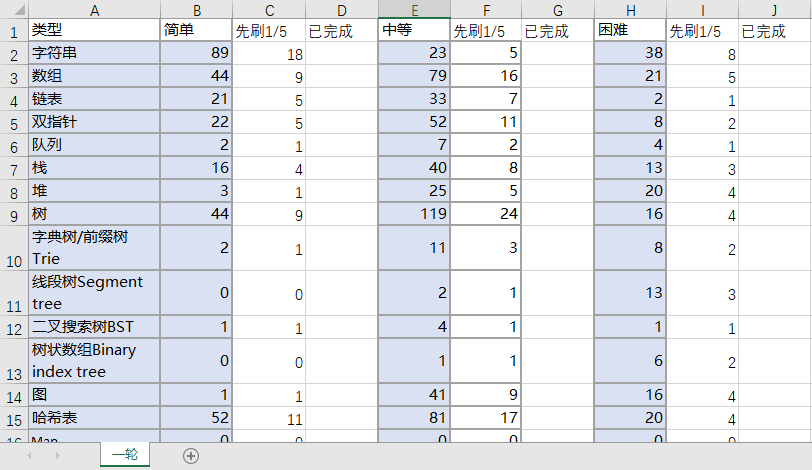 A B C D E F G H I J
1 类型 简单 先刷1/5 已完成 中等 先刷1/5 已完成 困难 先刷1/5 已完成
2 字符串 89 18 23 5 38 8
3 数组 44 9 79 16 21 5
4 链表 21 5 33 7 2 1
5 双指针 22 5 52 11 8 2
6 队列 2 1 7 2 4 1
7 栈 16 4 40 8 13 3
8 堆 3 1 25 5 20 4
9 树 44 9 119 24 16 4
字典树/前缀树
10 Trie 2 1 11 3 8 2
线段树Segment
11 tree 0 0 2 1 13 3
12 二叉搜索树BST 1 1 4 1 1 1
树状数组Binary
13 index tree 0 0 1 1 6 2
14 图 1 1 41 9 16 4
15 哈希表 52 11 81 17 20 4
16 Map 0 0 0 0 0 0
一轮